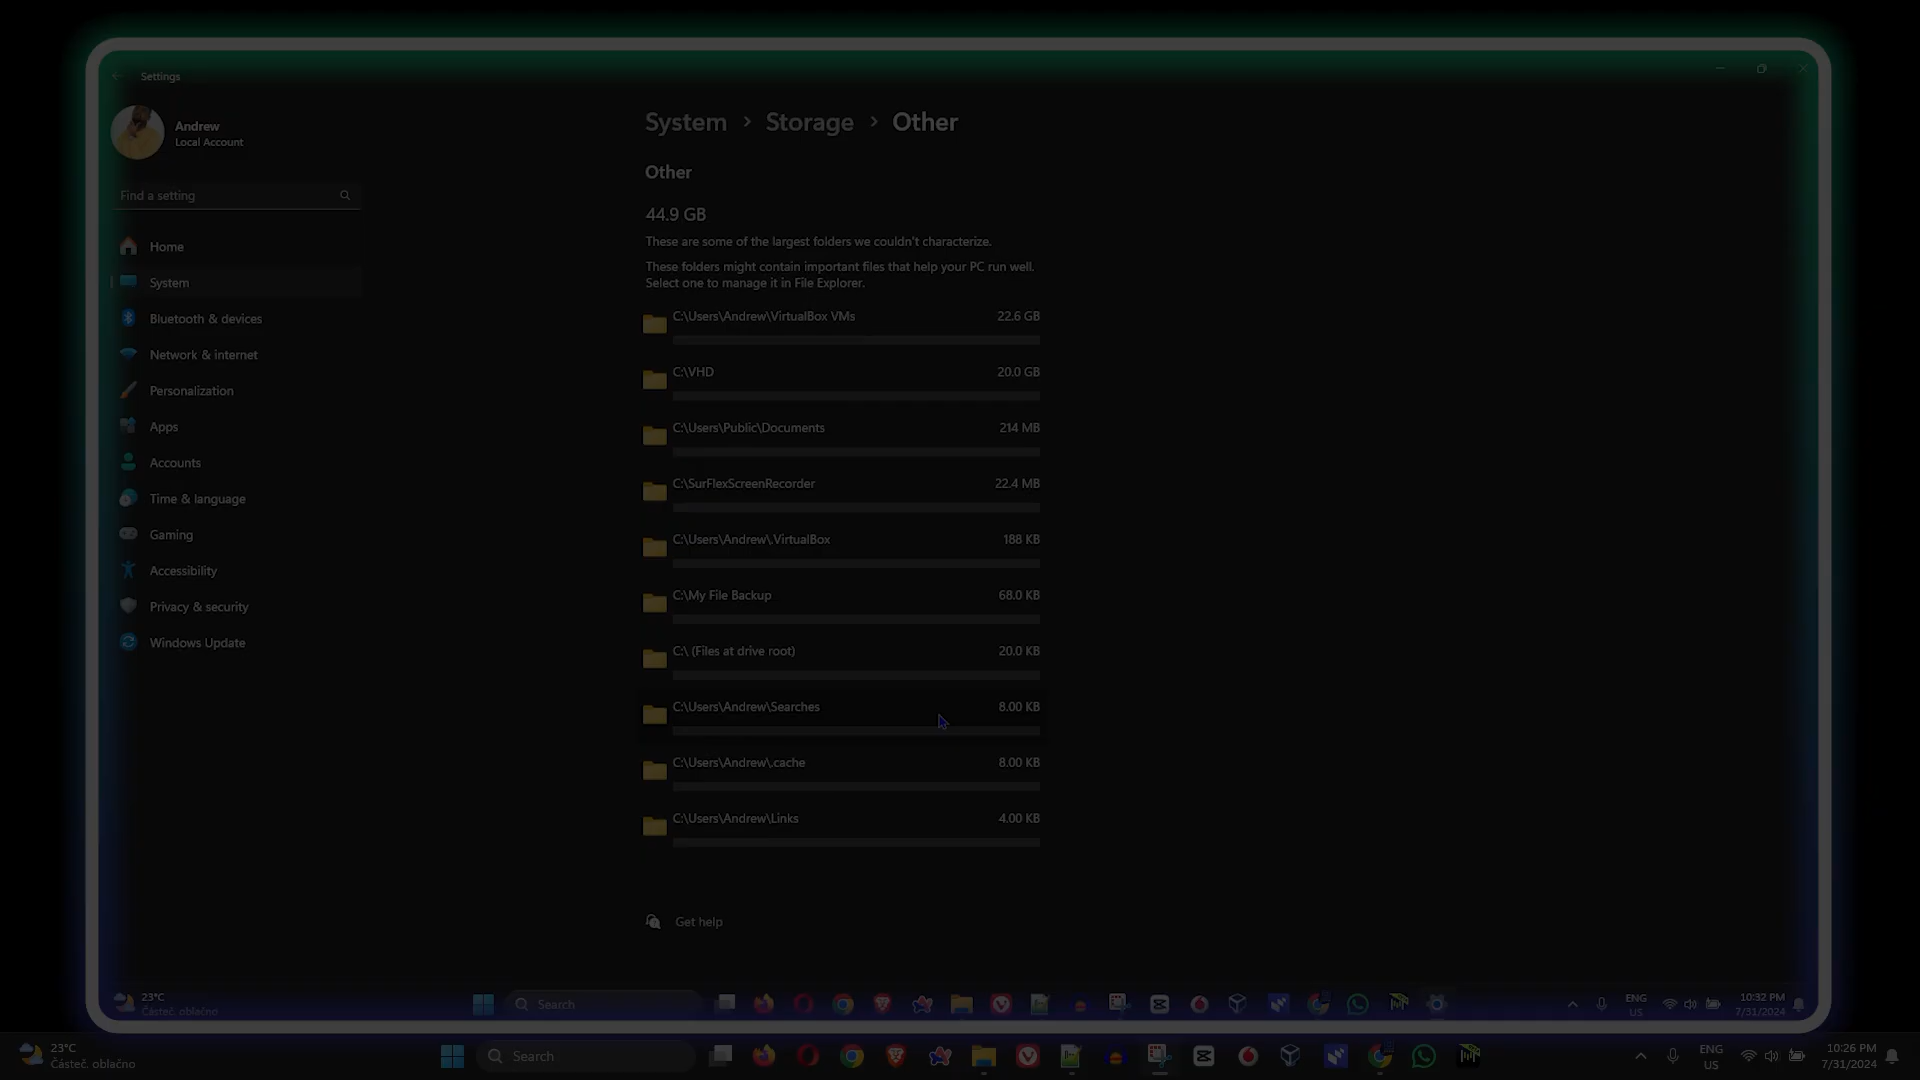 Settings
Andrew
Local Account
Find a setting
Home
System
Bluetooth & devices
Network & internet
Personalization
Apps
Accounts
Time & language
Gaming
Accessibility
Privacy & security
Windows Update
System > Storage > Other
Other
44.9 GB
These are some of the largest folders we couldn't characterize.
These folders might contain important files that help your PC run well.
Select one to manage it in File Explorer.
C:\Users\Andrew\VirtualBox VMs 22.6 GB
C:\VHD 20.0 GB
C:\Users\Public\Documents 214 MB
C:\SurFlexScreenRecorder 22.4 MB
C:\Users\Andrew\.VirtualBox 188 KB
C:\My File Backup 68.0 KB
C:\ (Files at drive root) 20.0 KB
C:\Users\Andrew\Searches 8.00 KB
C:\Users\Andrew\.cache 8.00 KB
C:\Users\Andrew\Links 4.00 KB
Get help
23°C
Částeč. oblačno
Search
ENG
US
10:32 PM
7/31/2024
23°C
Částeč. oblačno
Search
ENG
US
10:26 PM
7/31/2024